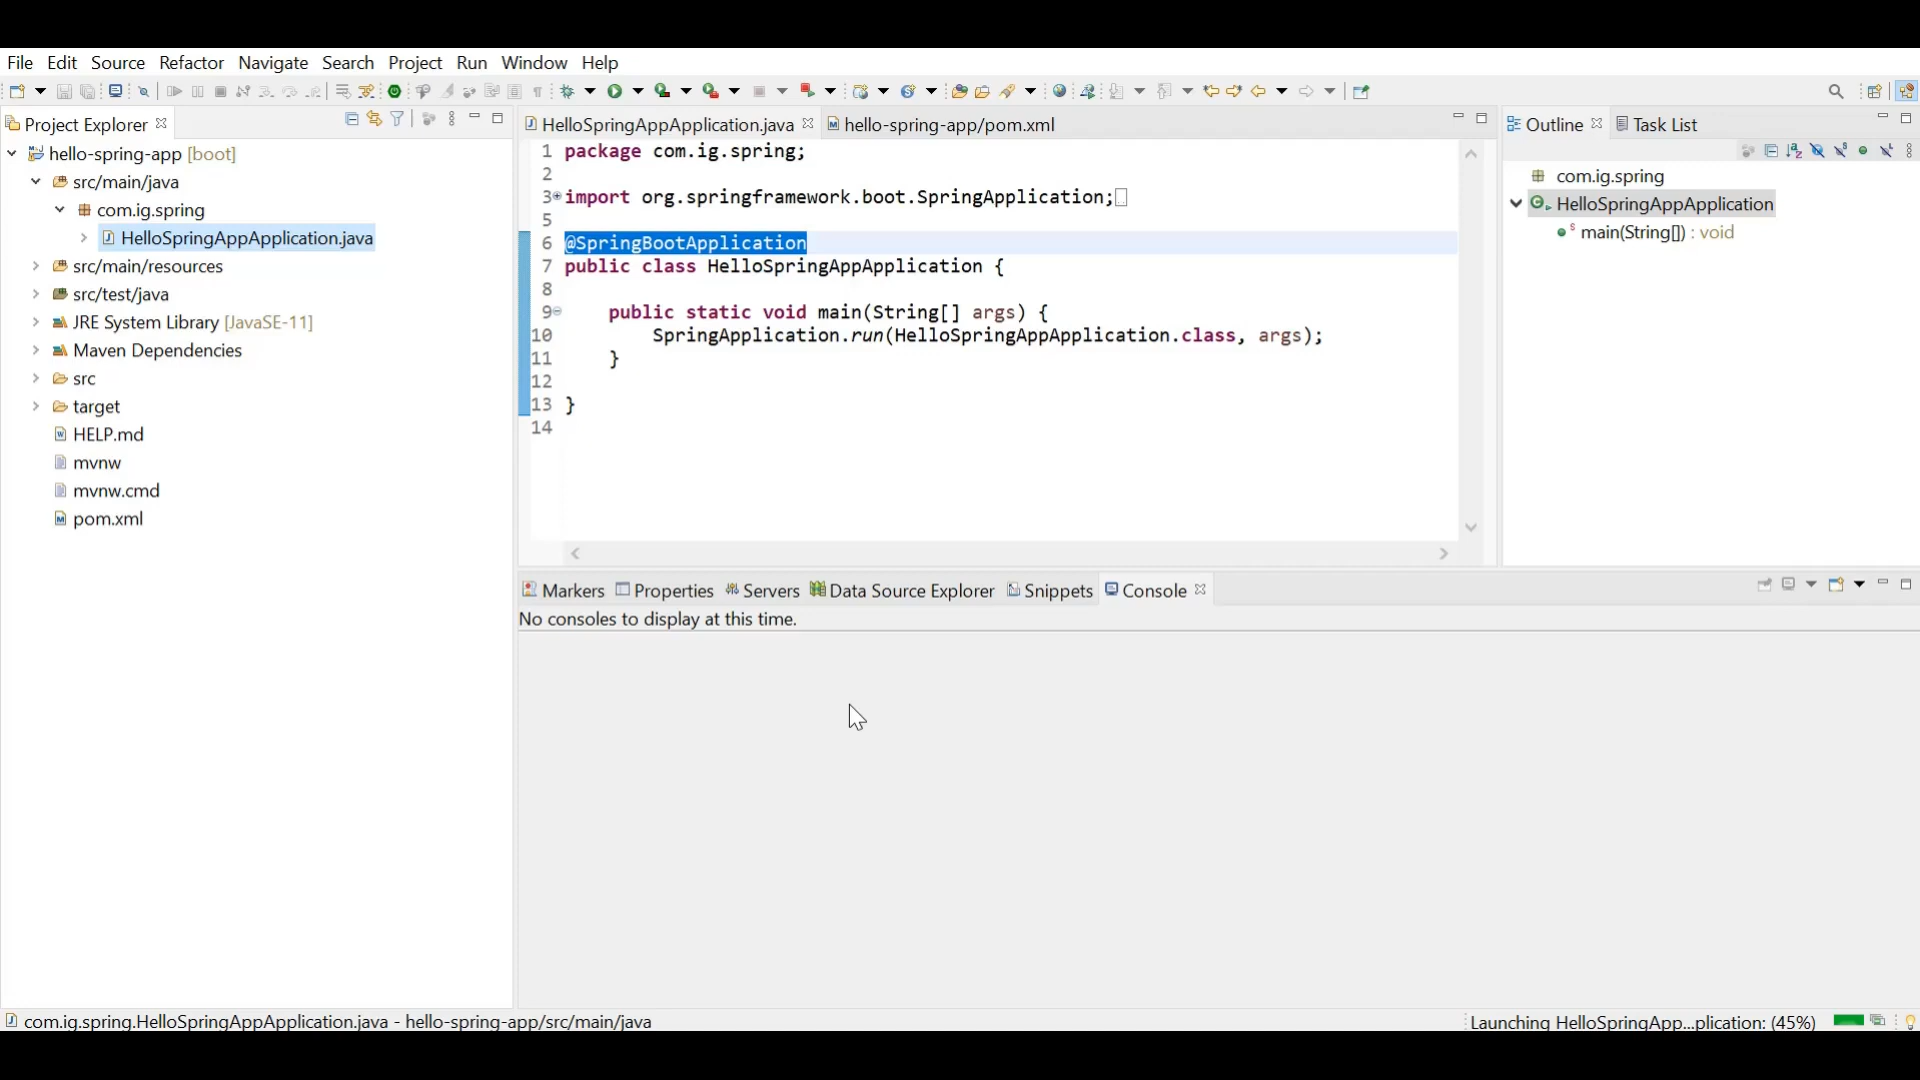 File Edit Source Refactor Navigate Search Project Run Window Help
Project Explorer
hello-spring-app [boot]
src/main/java
com.ig.spring
HelloSpringAppApplication.java
src/main/resources
src/test/java
JRE System Library [JavaSE-11]
Maven Dependencies
src
target
HELP.md
mvnw
mvnw.cmd
pom.xml
HelloSpringAppApplication.java hello-spring-app/pom.xml
1 package com.ig.spring;
2
3 import org.springframework.boot.SpringApplication;
5
6 @SpringBootApplication
7 public class HelloSpringAppApplication {
8
9 public static void main(String[] args) {
10 SpringApplication.run(HelloSpringAppApplication.class, args);
11 }
12
13 }
14
Outline Task List
com.ig.spring
HelloSpringAppApplication
main(String[]) : void
Markers Properties Servers Data Source Explorer Snippets Console
No consoles to display at this time.
com.ig.spring.HelloSpringAppApplication.java - hello-spring-app/src/main/java
Launching HelloSpringApp...plication: (45%)